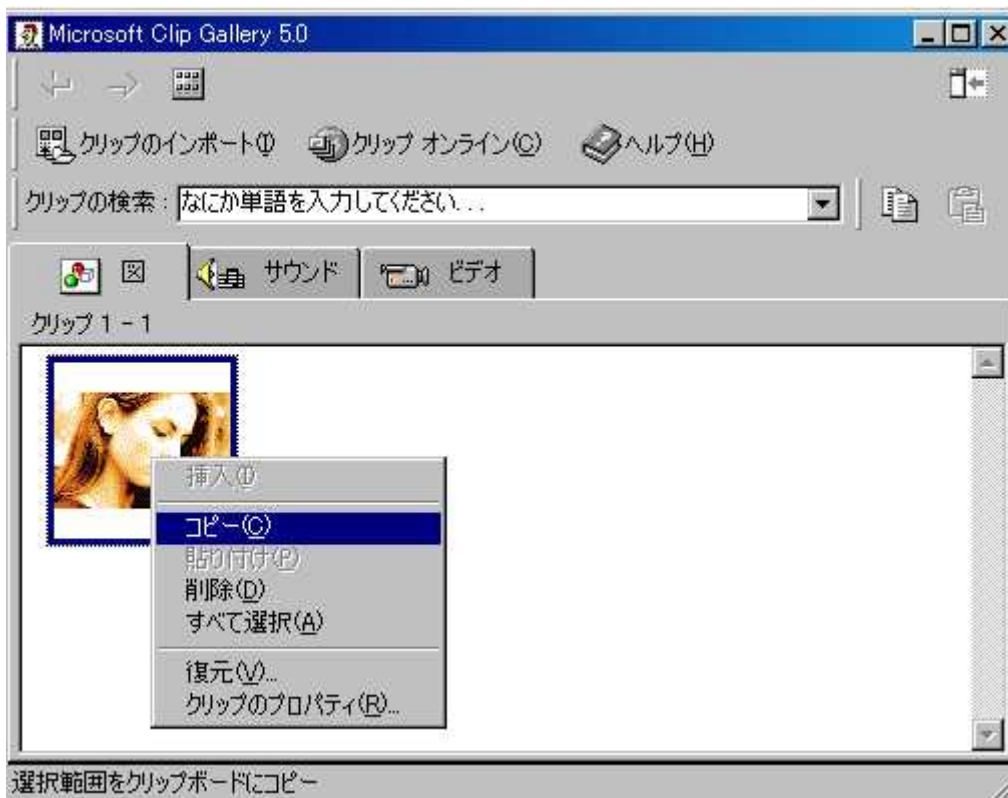 Microsoft Clip Gallery 5.0
クリップのインポート(I) クリップ オンライン(C) ヘルプ(H)
クリップの検索: なにか単語を入力してください...
図 サウンド ビデオ
クリップ 1 - 1
挿入(I)
コピー(C)
貼り付け(P)
削除(D)
すべて選択(A)
復元(V)...
クリップのプロパティ(R)...
選択範囲をクリップボードにコピー